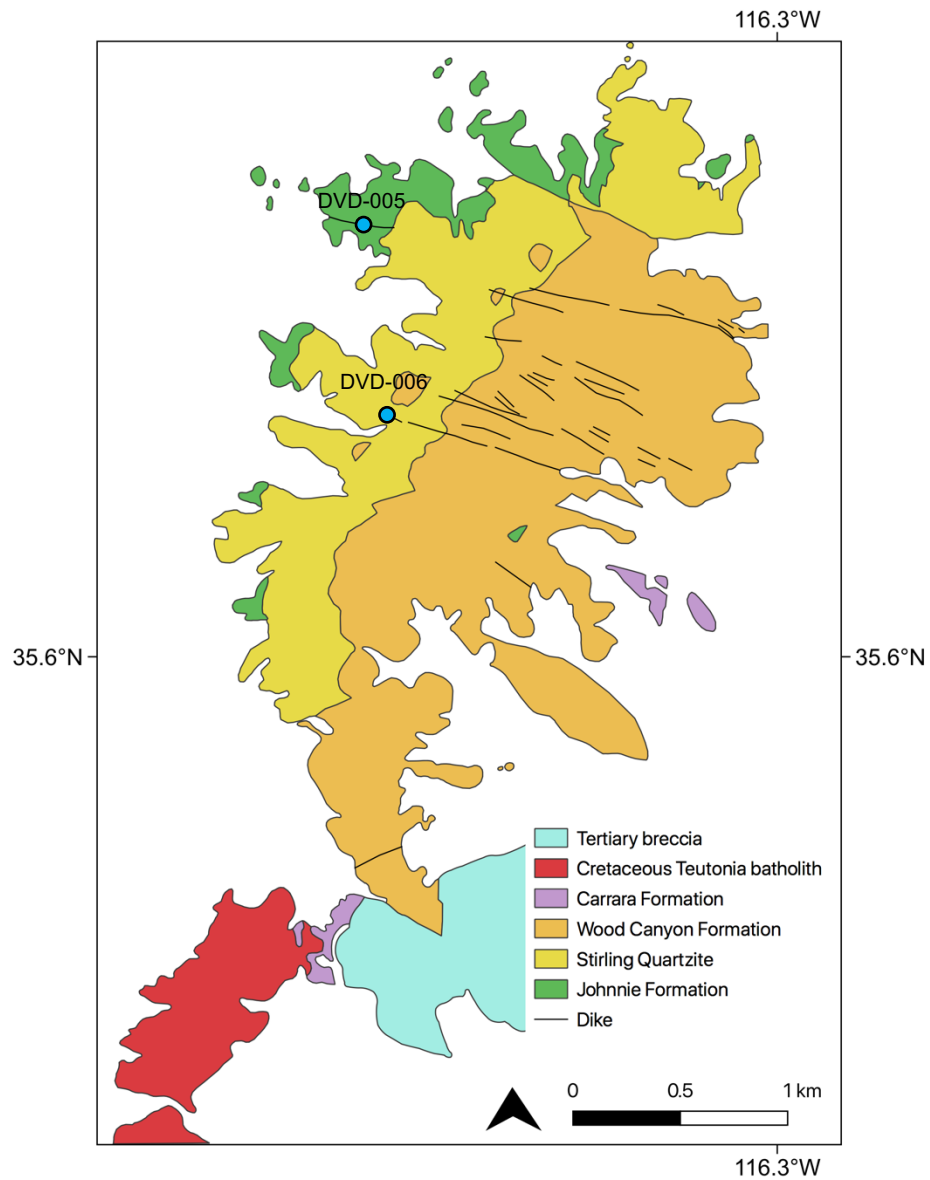 116.3°W
DVD-005
DVD-006
35.6°N
35.6°N
Tertiary breccia
Cretaceous Teutonia batholith
Carrara Formation
Wood Canyon Formation
Stirling Quartzite
Johnnie Formation
Dike
0 0.5 1 km
116.3°W